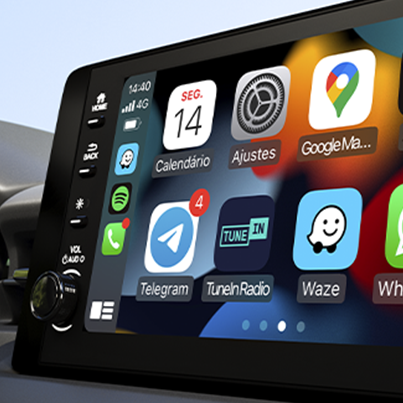 HOME
BACK
VOL
AUDIO
14:40
4G
SEG.
14
Calendário
Ajustes
Google Ma...
4
Telegram
TUNE IN
TuneIn Radio
Waze
Wh